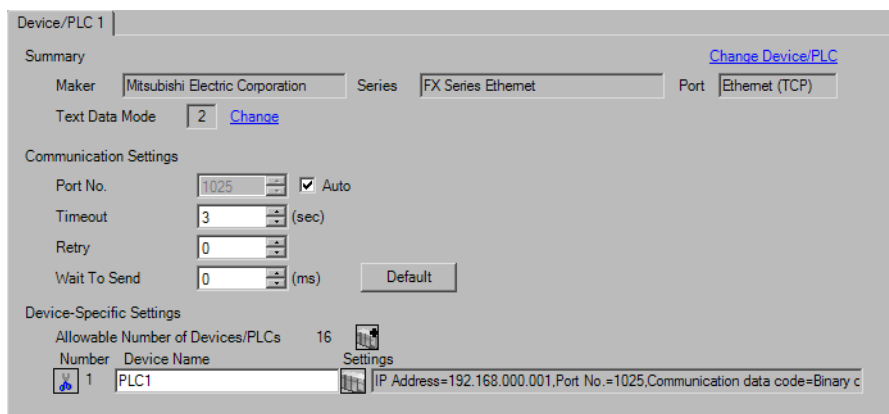 Device/PLC 1
Summary Change Device/PLC
Maker Mitsubishi Electric Corporation Series FX Series Ethernet Port Ethernet (TCP)
Text Data Mode 2 Change
Communication Settings
Port No. 1025 Auto
Timeout 3 (sec)
Retry 0
Wait To Send 0 (ms) Default
Device-Specific Settings
Allowable Number of Devices/PLCs 16
Number Device Name Settings
1 PLC1 IP Address=192.168.000.001,Port No.=1025,Communication data code=Binary c